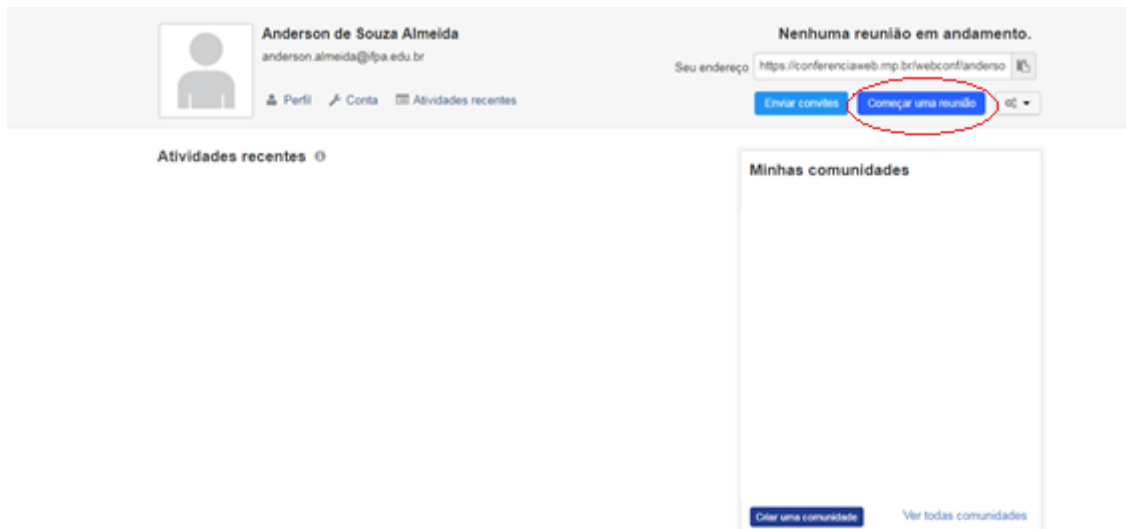 Anderson de Souza Almeida
anderson.almeida@ifpa.edu.br
Perfil Conta Atividades recentes
Nenhuma reunião em andamento.
Seu endereço https://conferenciaweb.rnp.br/webconf/anderso
Enviar convites Começar uma reunião
Atividades recentes
Minhas comunidades
Criar uma comunidade Ver todas comunidades